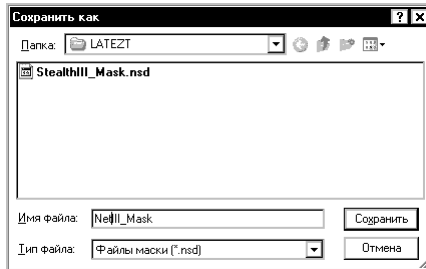 Сохранить как
Папка: LATEZT
StealthIII_Mask.nsd
Имя файла: NetIII_Mask
Сохранить
Тип файла: Файлы маски (*.nsd)
Отмена